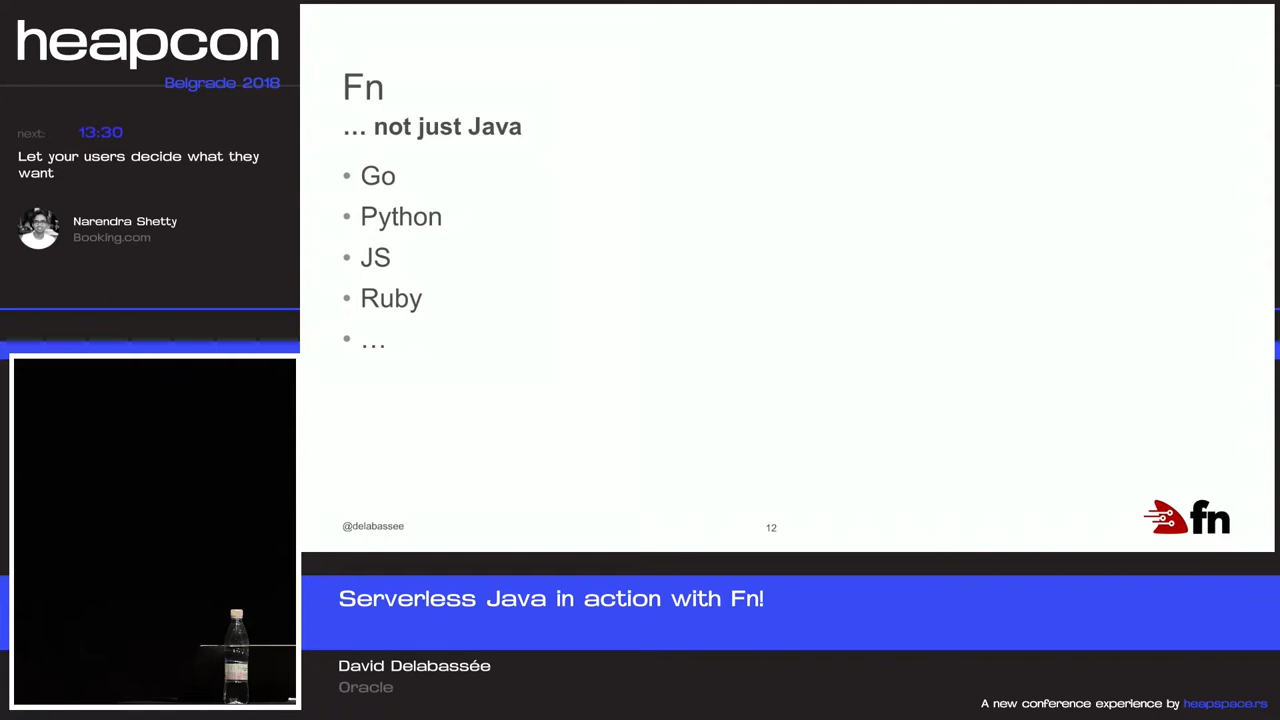 heapcon
Belgrade 2018
next: 13:30
Let your users decide what they
want
Narendra Shetty
Booking.com
Fn
… not just Java
• Go
• Python
• JS
• Ruby
• …
@delabassee
12
fn
Serverless Java in action with Fn!
David Delabassée
Oracle
A new conference experience by heapspace.rs